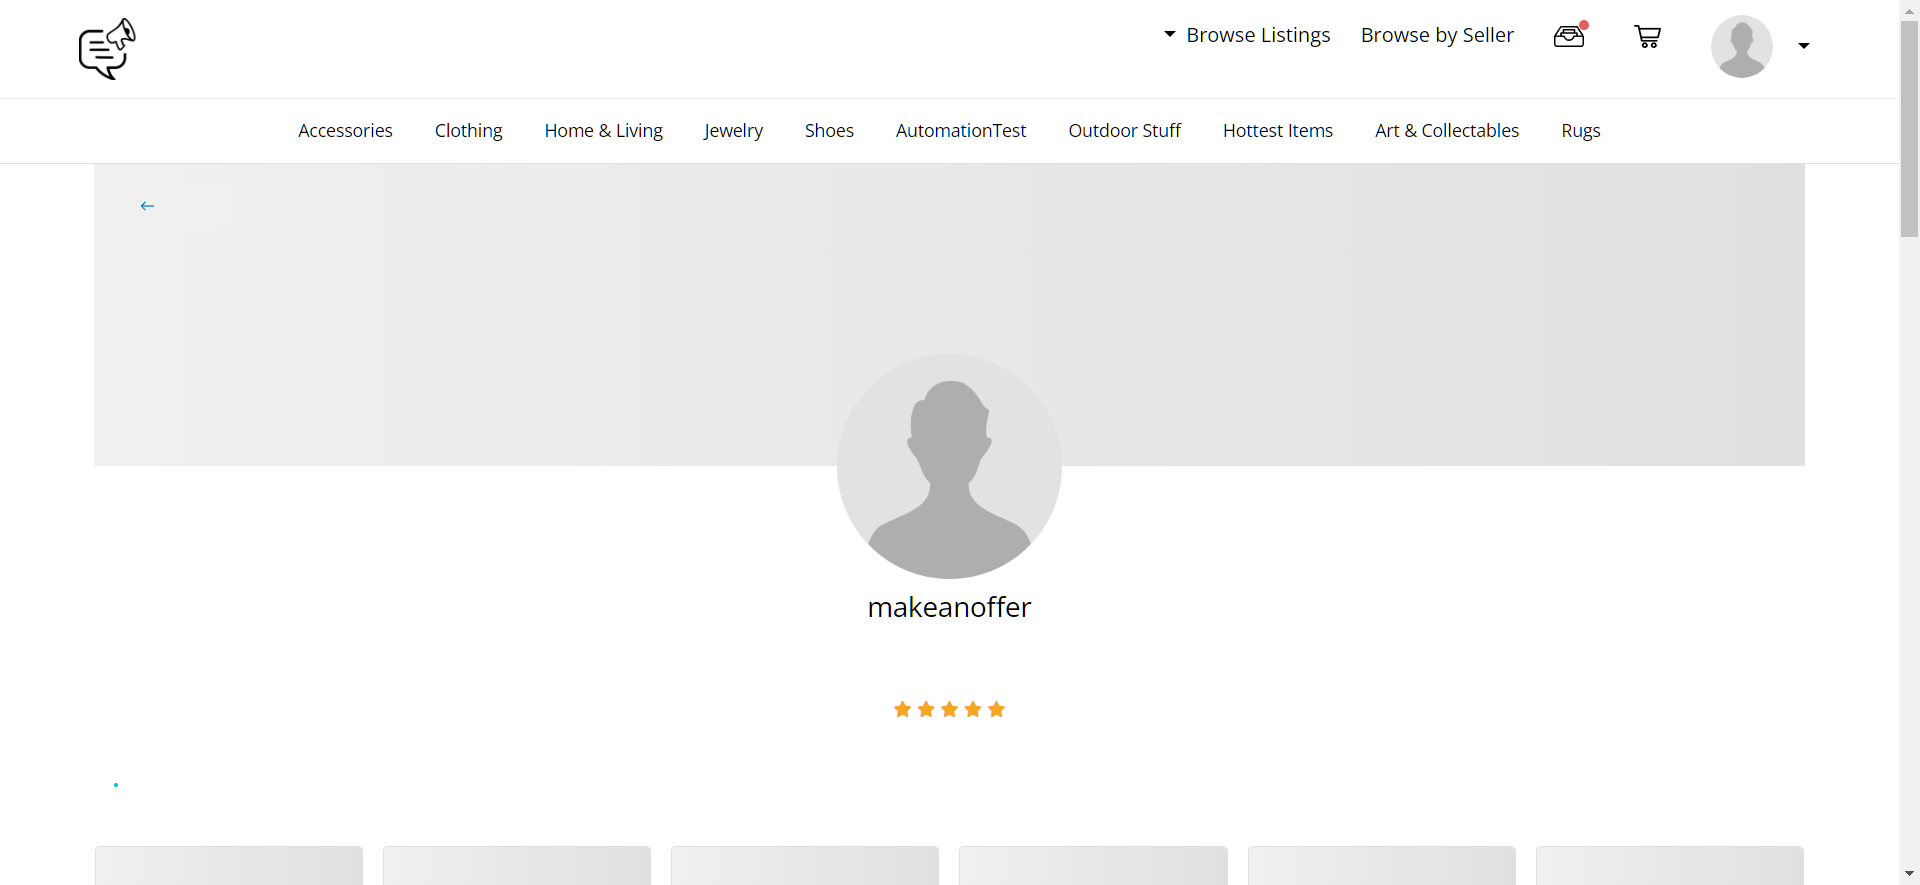 Browse Listings Browse by Seller
Accessories Clothing Home & Living Jewelry Shoes AutomationTest Outdoor Stuff Hottest Items Art & Collectables Rugs
makeanoffer